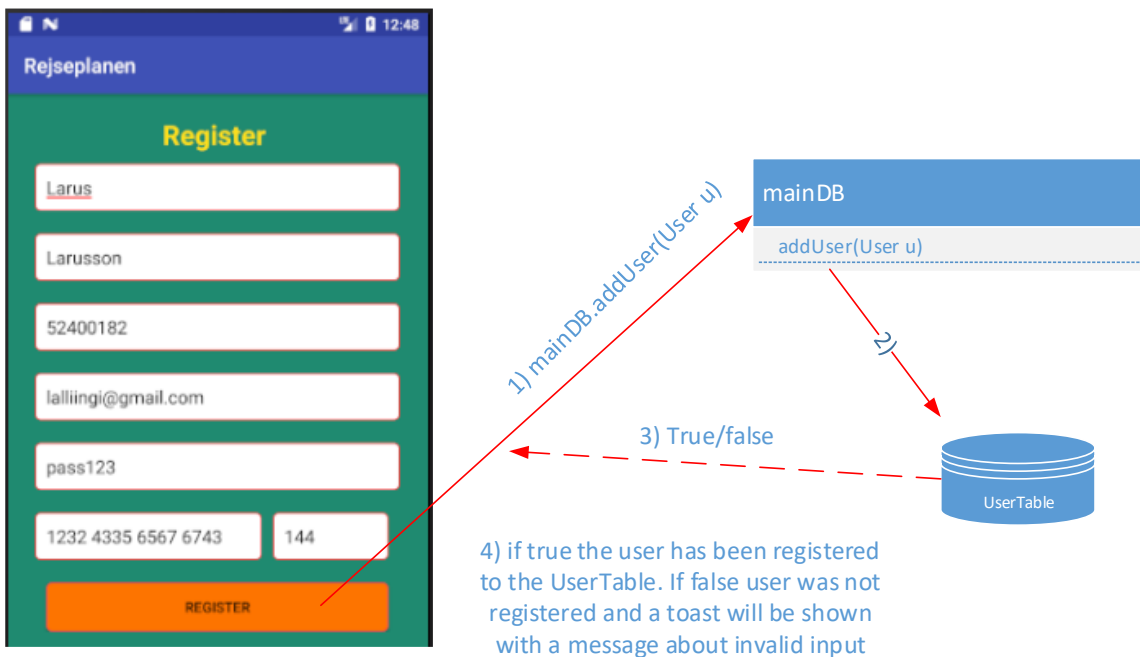 12:48
Rejseplanen
Register
Larus
Larusson
52400182
lalliingi@gmail.com
pass123
1232 4335 6567 6743
144
REGISTER
1) mainDB.addUser(User u)
mainDB
addUser(User u)
2)
3) True/false
UserTable
4) if true the user has been registered
to the UserTable. If false user was not
registered and a toast will be shown
with a message about invalid input